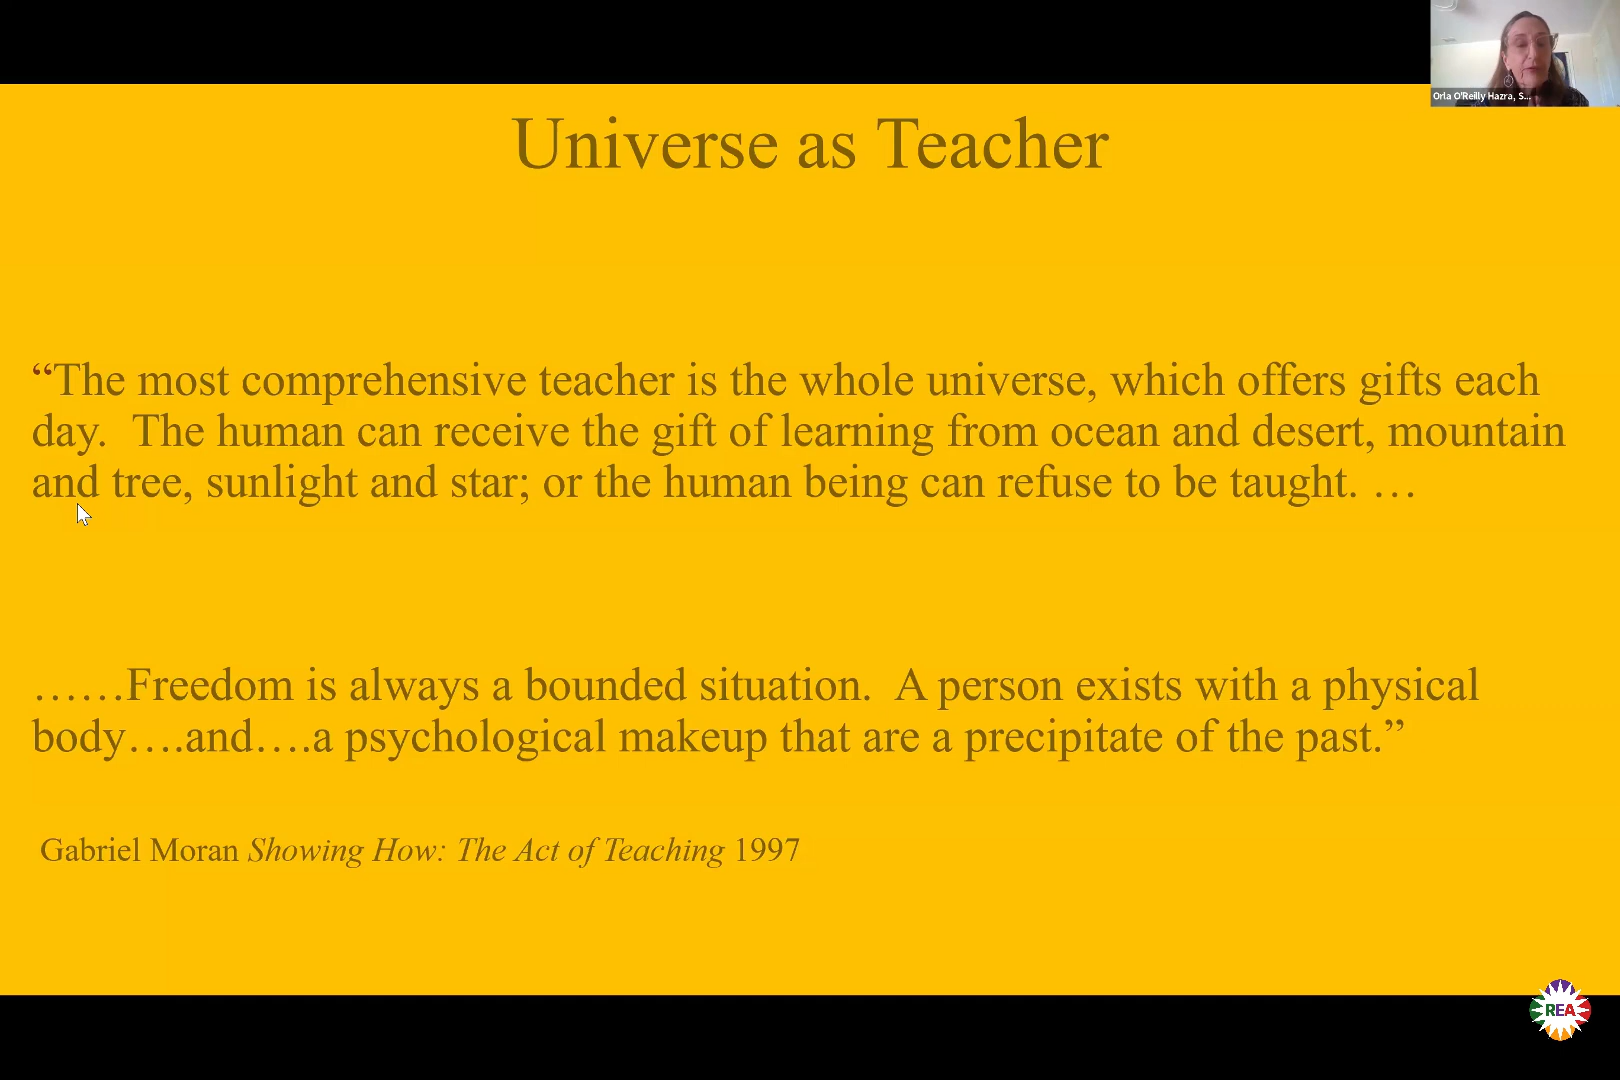 Orla O'Reilly Hazra, S...
Universe as Teacher
“The most comprehensive teacher is the whole universe, which offers gifts each
day.  The human can receive the gift of learning from ocean and desert, mountain
and tree, sunlight and star; or the human being can refuse to be taught. …
……Freedom is always a bounded situation.  A person exists with a physical
body….and….a psychological makeup that are a precipitate of the past.”
Gabriel Moran Showing How: The Act of Teaching 1997
REA